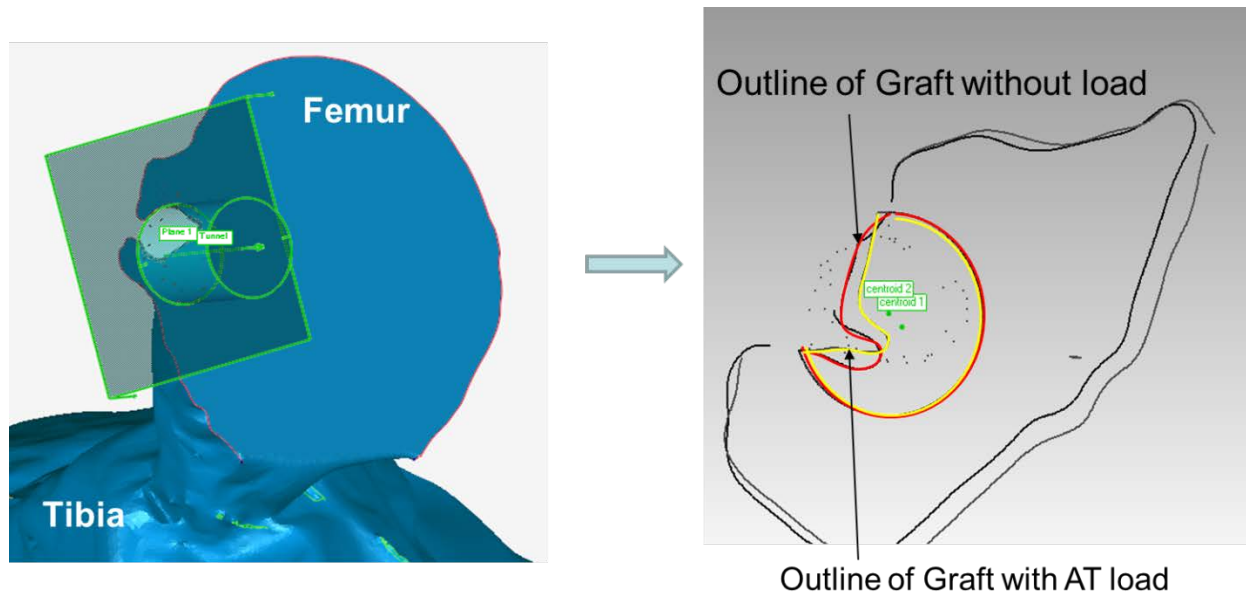 Femur
Plane 1
Tunnel
Tibia
Outline of Graft without load
centroid 2
centroid 1
Outline of Graft with AT load